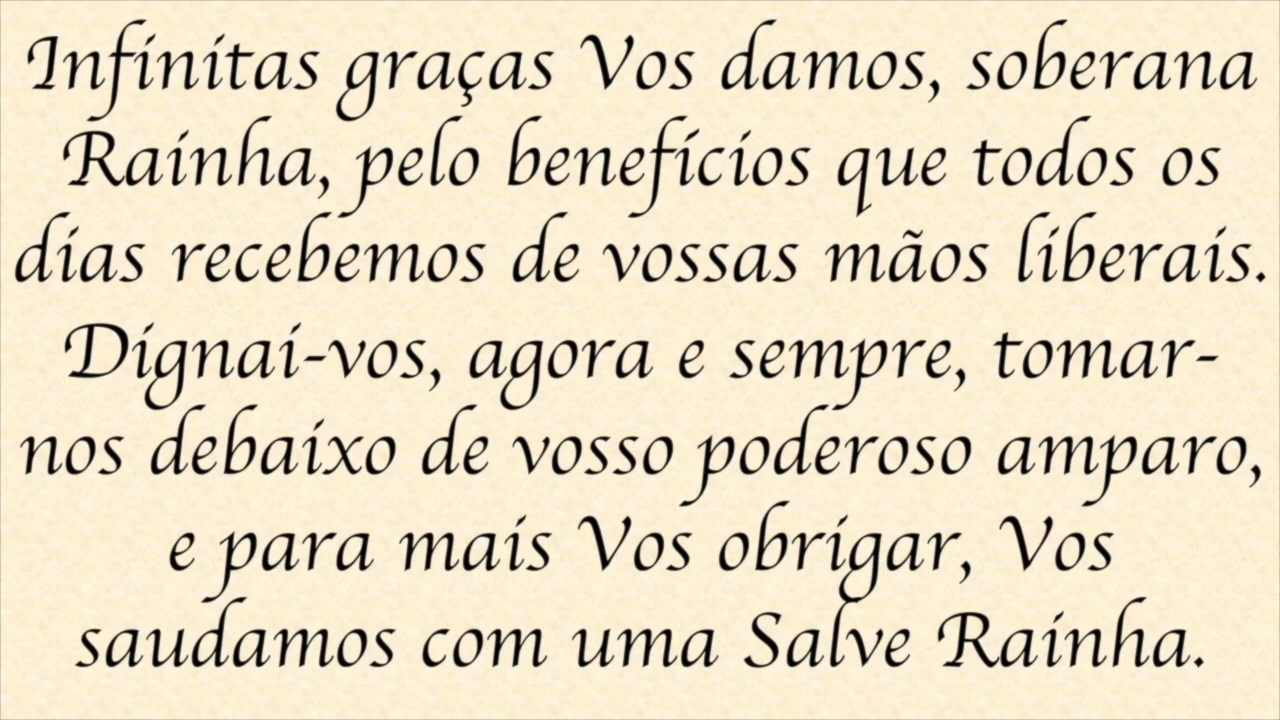 Infinitas graças Vos damos, soberana
Rainha, pelo benefícios que todos os
dias recebemos de vossas mãos liberais.
Dignai-vos, agora e sempre, tomar-
nos debaixo de vosso poderoso amparo,
e para mais Vos obrigar, Vos
saudamos com uma Salve Rainha.